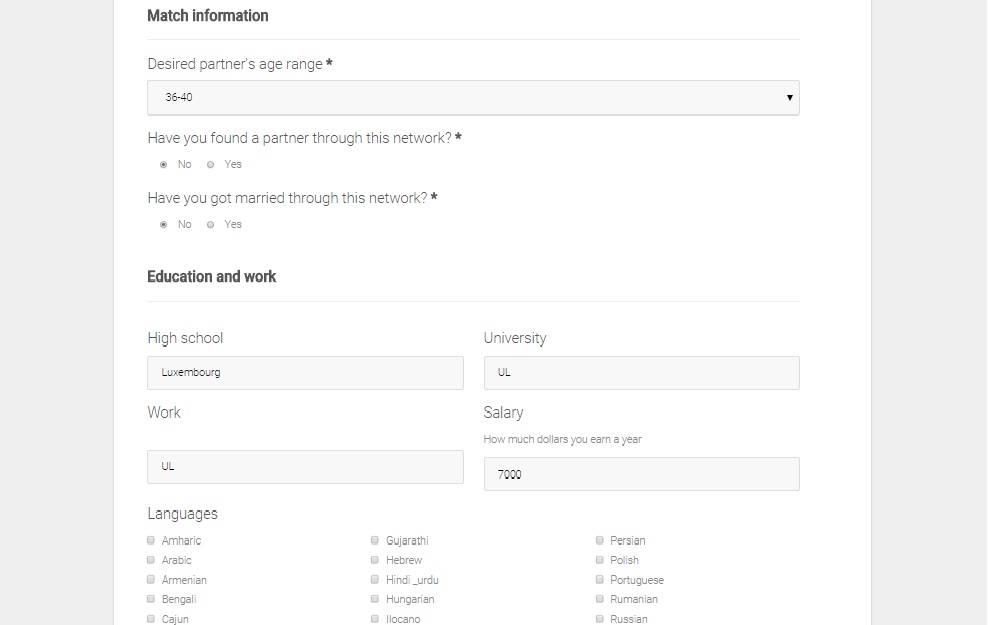 Match information
Desired partner's age range *
36-40
Have you found a partner through this network? *
No Yes
Have you got married through this network? *
No Yes
Education and work
High school University
Luxembourg UL
Work Salary
How much dollars you earn a year
UL 7000
Languages
Amharic Gujarathi Persian
Arabic Hebrew Polish
Armenian Hindi_urdu Portuguese
Bengali Hungarian Rumanian
Cajun Ilocano Russian